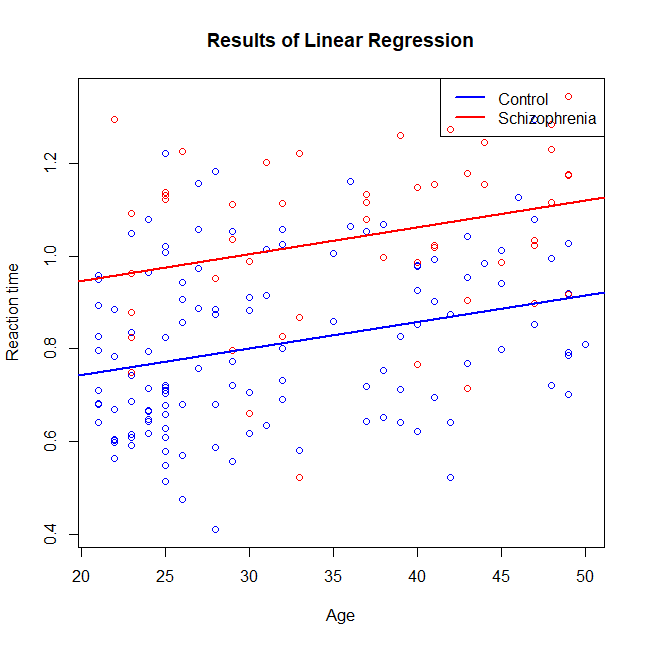 Results of Linear Regression
Control
Schizophrenia
Reaction time
0.4
0.6
0.8
1.0
1.2
20
25
30
35
40
45
50
Age